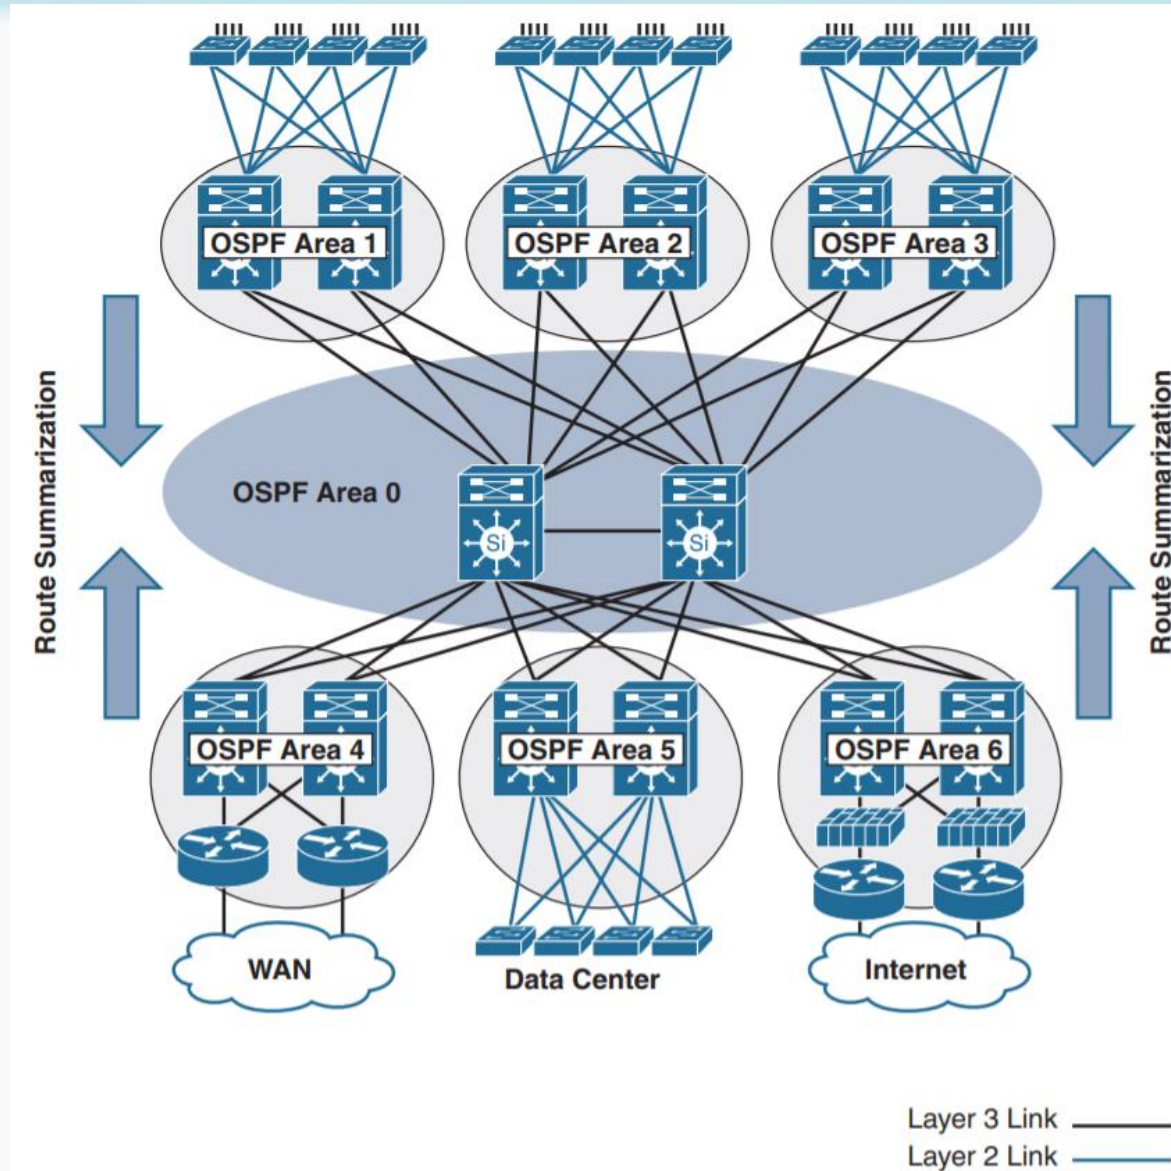 OSPF Area 1
OSPF Area 2
OSPF Area 3
Route Summarization
Route Summarization
OSPF Area 0
Si
Si
OSPF Area 4
OSPF Area 5
OSPF Area 6
WAN
Data Center
Internet
Layer 3 Link
Layer 2 Link